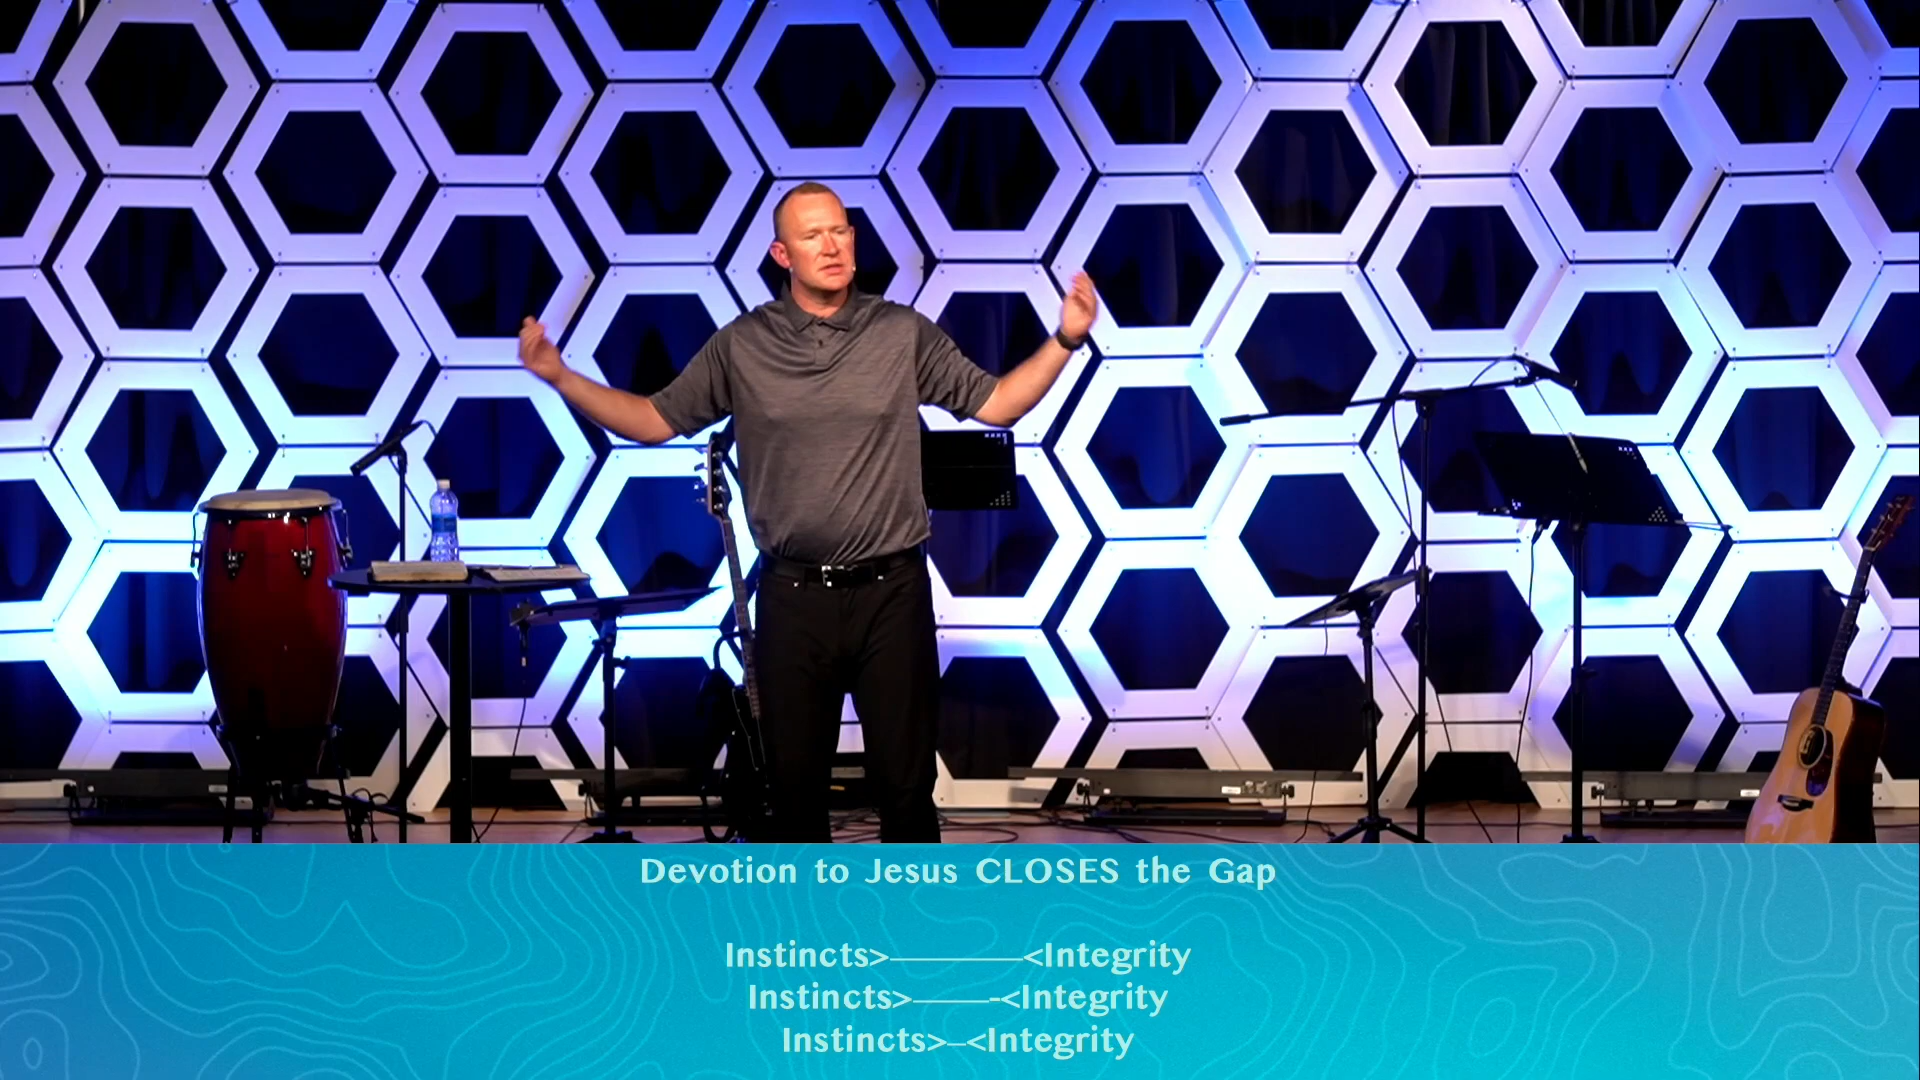 Devotion to Jesus CLOSES the Gap
Instincts>———————<Integrity
Instincts>————-<Integrity
Instincts>—<Integrity